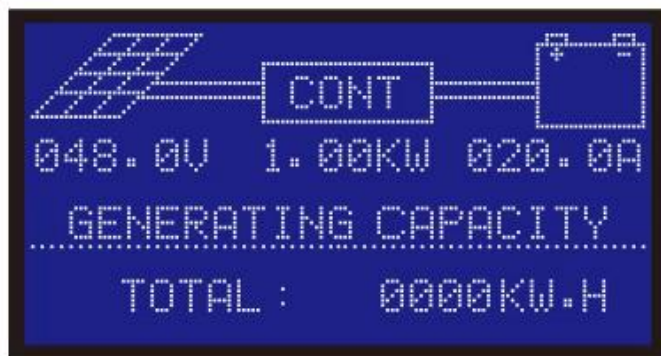 + -
CONT
048.0V 1.00KW 020.0A
GENERATING CAPACITY
TOTAL: 0000KW.H